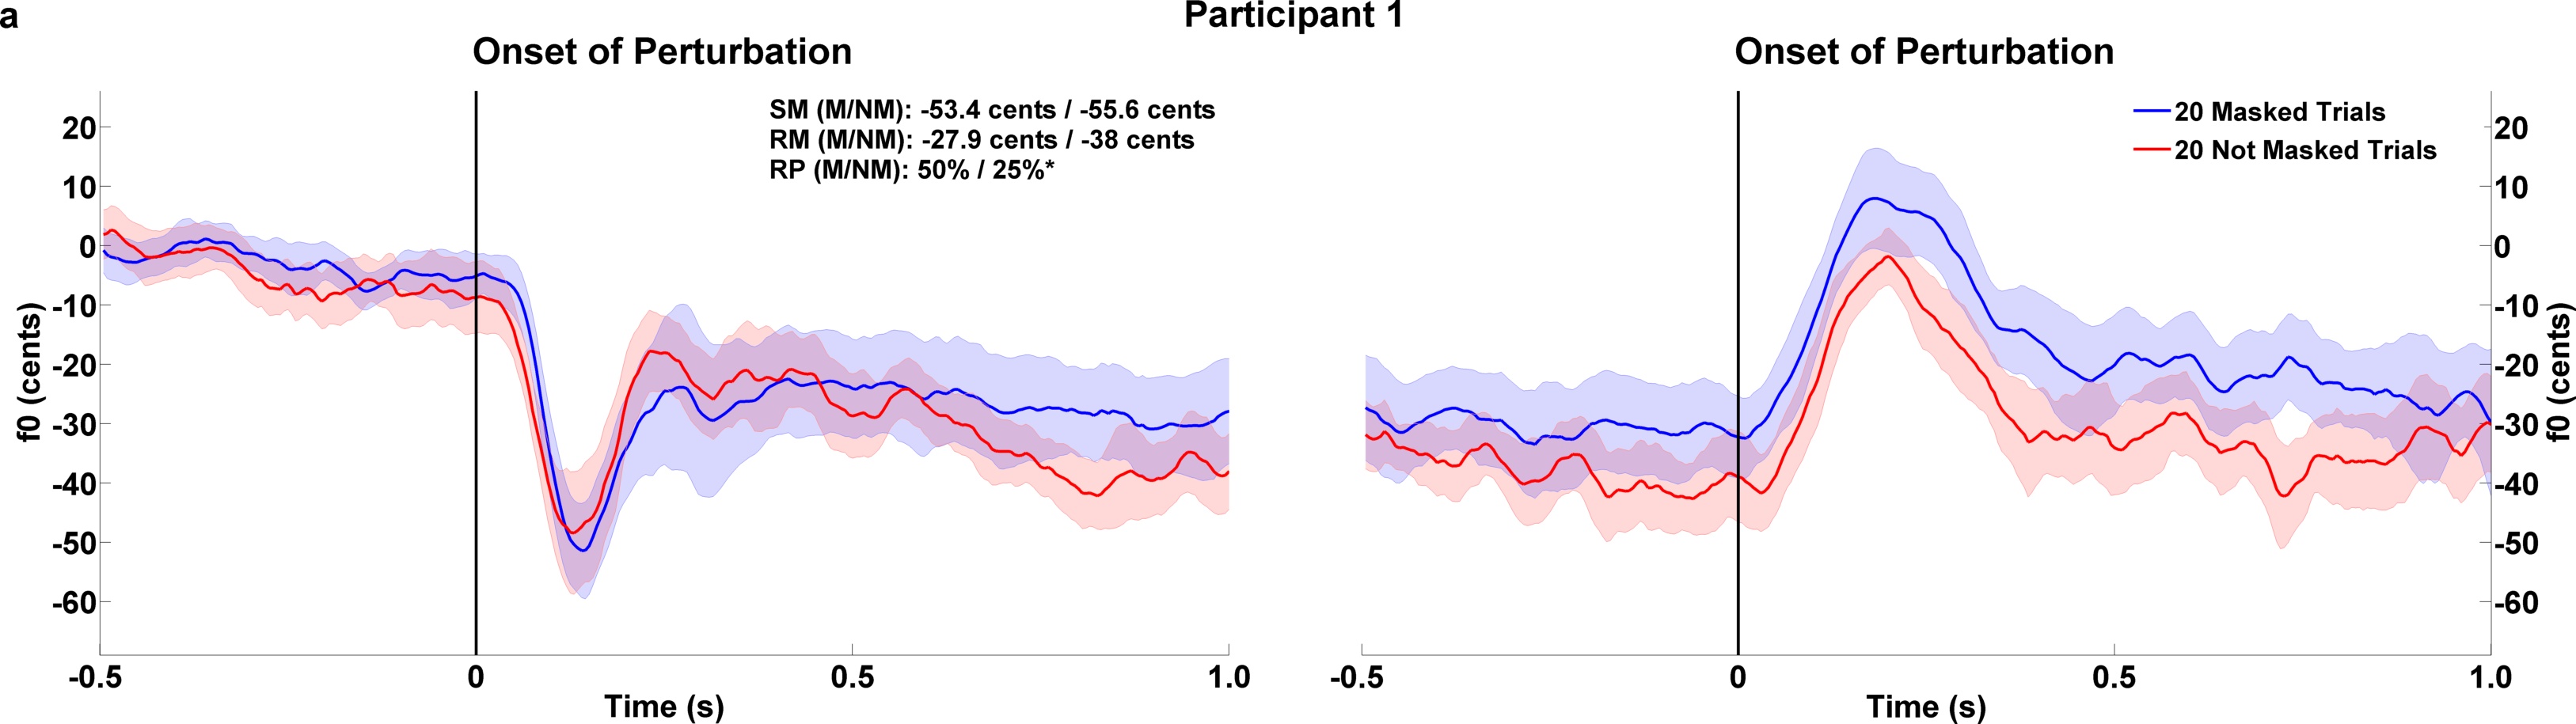 a
Participant 1
Onset of Perturbation
SM (M/NM): -53.4 cents / -55.6 cents
RM (M/NM): -27.9 cents / -38 cents
RP (M/NM): 50% / 25%*
20
10
0
-10
-20
-30
-40
-50
-60
f0 (cents)
-0.5
0
0.5
1.0
Time (s)
Onset of Perturbation
20 Masked Trials
20 Not Masked Trials
20
10
0
-10
-20
-30
-40
-50
-60
f0 (cents)
-0.5
0
0.5
1.0
Time (s)